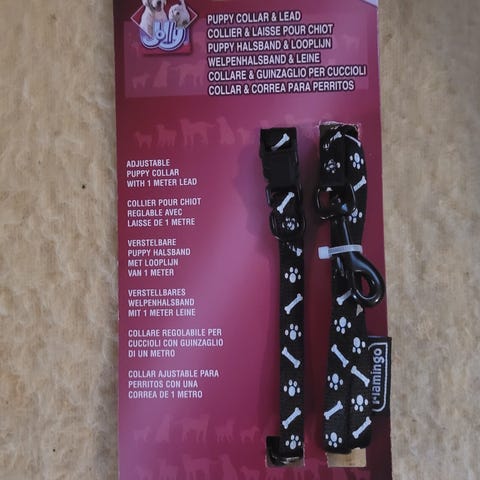 PUPPY COLLAR & LEAD
COLLIER & LAISSE POUR CHIOT
PUPPY HALSBAND & LOOPLIJN
WELPENHALSBAND & LEINE
COLLARE & GUINZAGLIO PER CUCCIOLI
COLLAR & CORREA PARA PERRITOS
ADJUSTABLE
PUPPY COLLAR
WITH 1 METER LEAD
COLLIER POUR CHIOT
REGLABLE AVEC
LAISSE DE 1 METRE
VERSTELBARE
PUPPY HALSBAND
MET LOOPLIJN
VAN 1 METER
VERSTELLBARES
WELPENHALSBAND
MIT 1 METER LEINE
COLLARE REGOLABILE PER
CUCCIOLI CON GUINZAGLIO
DI UN METRO
COLLAR AJUSTABLE PARA
PERRITOS CON UNA
CORREA DE 1 METRO
Flamingo